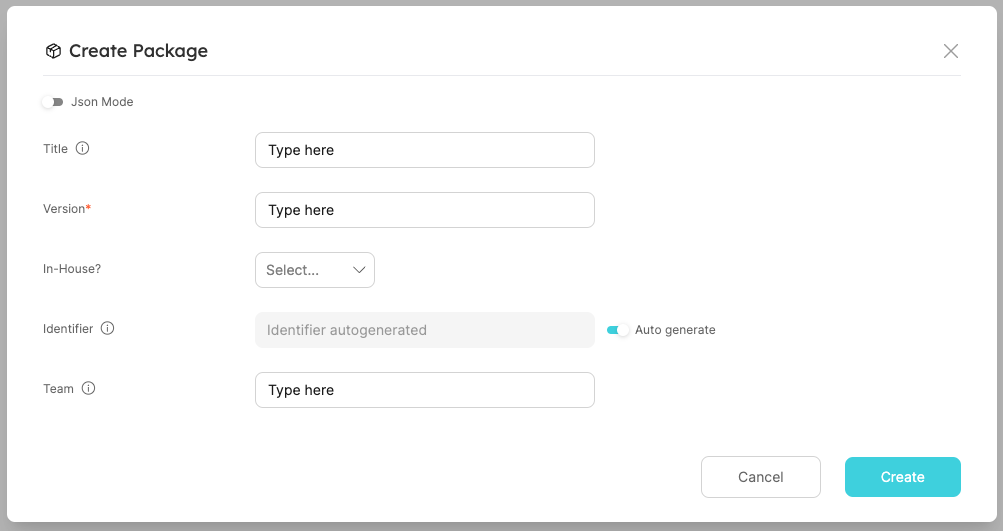 Create Package
Json Mode
Title
Type here
Version*
Type here
In-House?
Select...
Identifier
Identifier autogenerated
Auto generate
Team
Type here
Cancel
Create